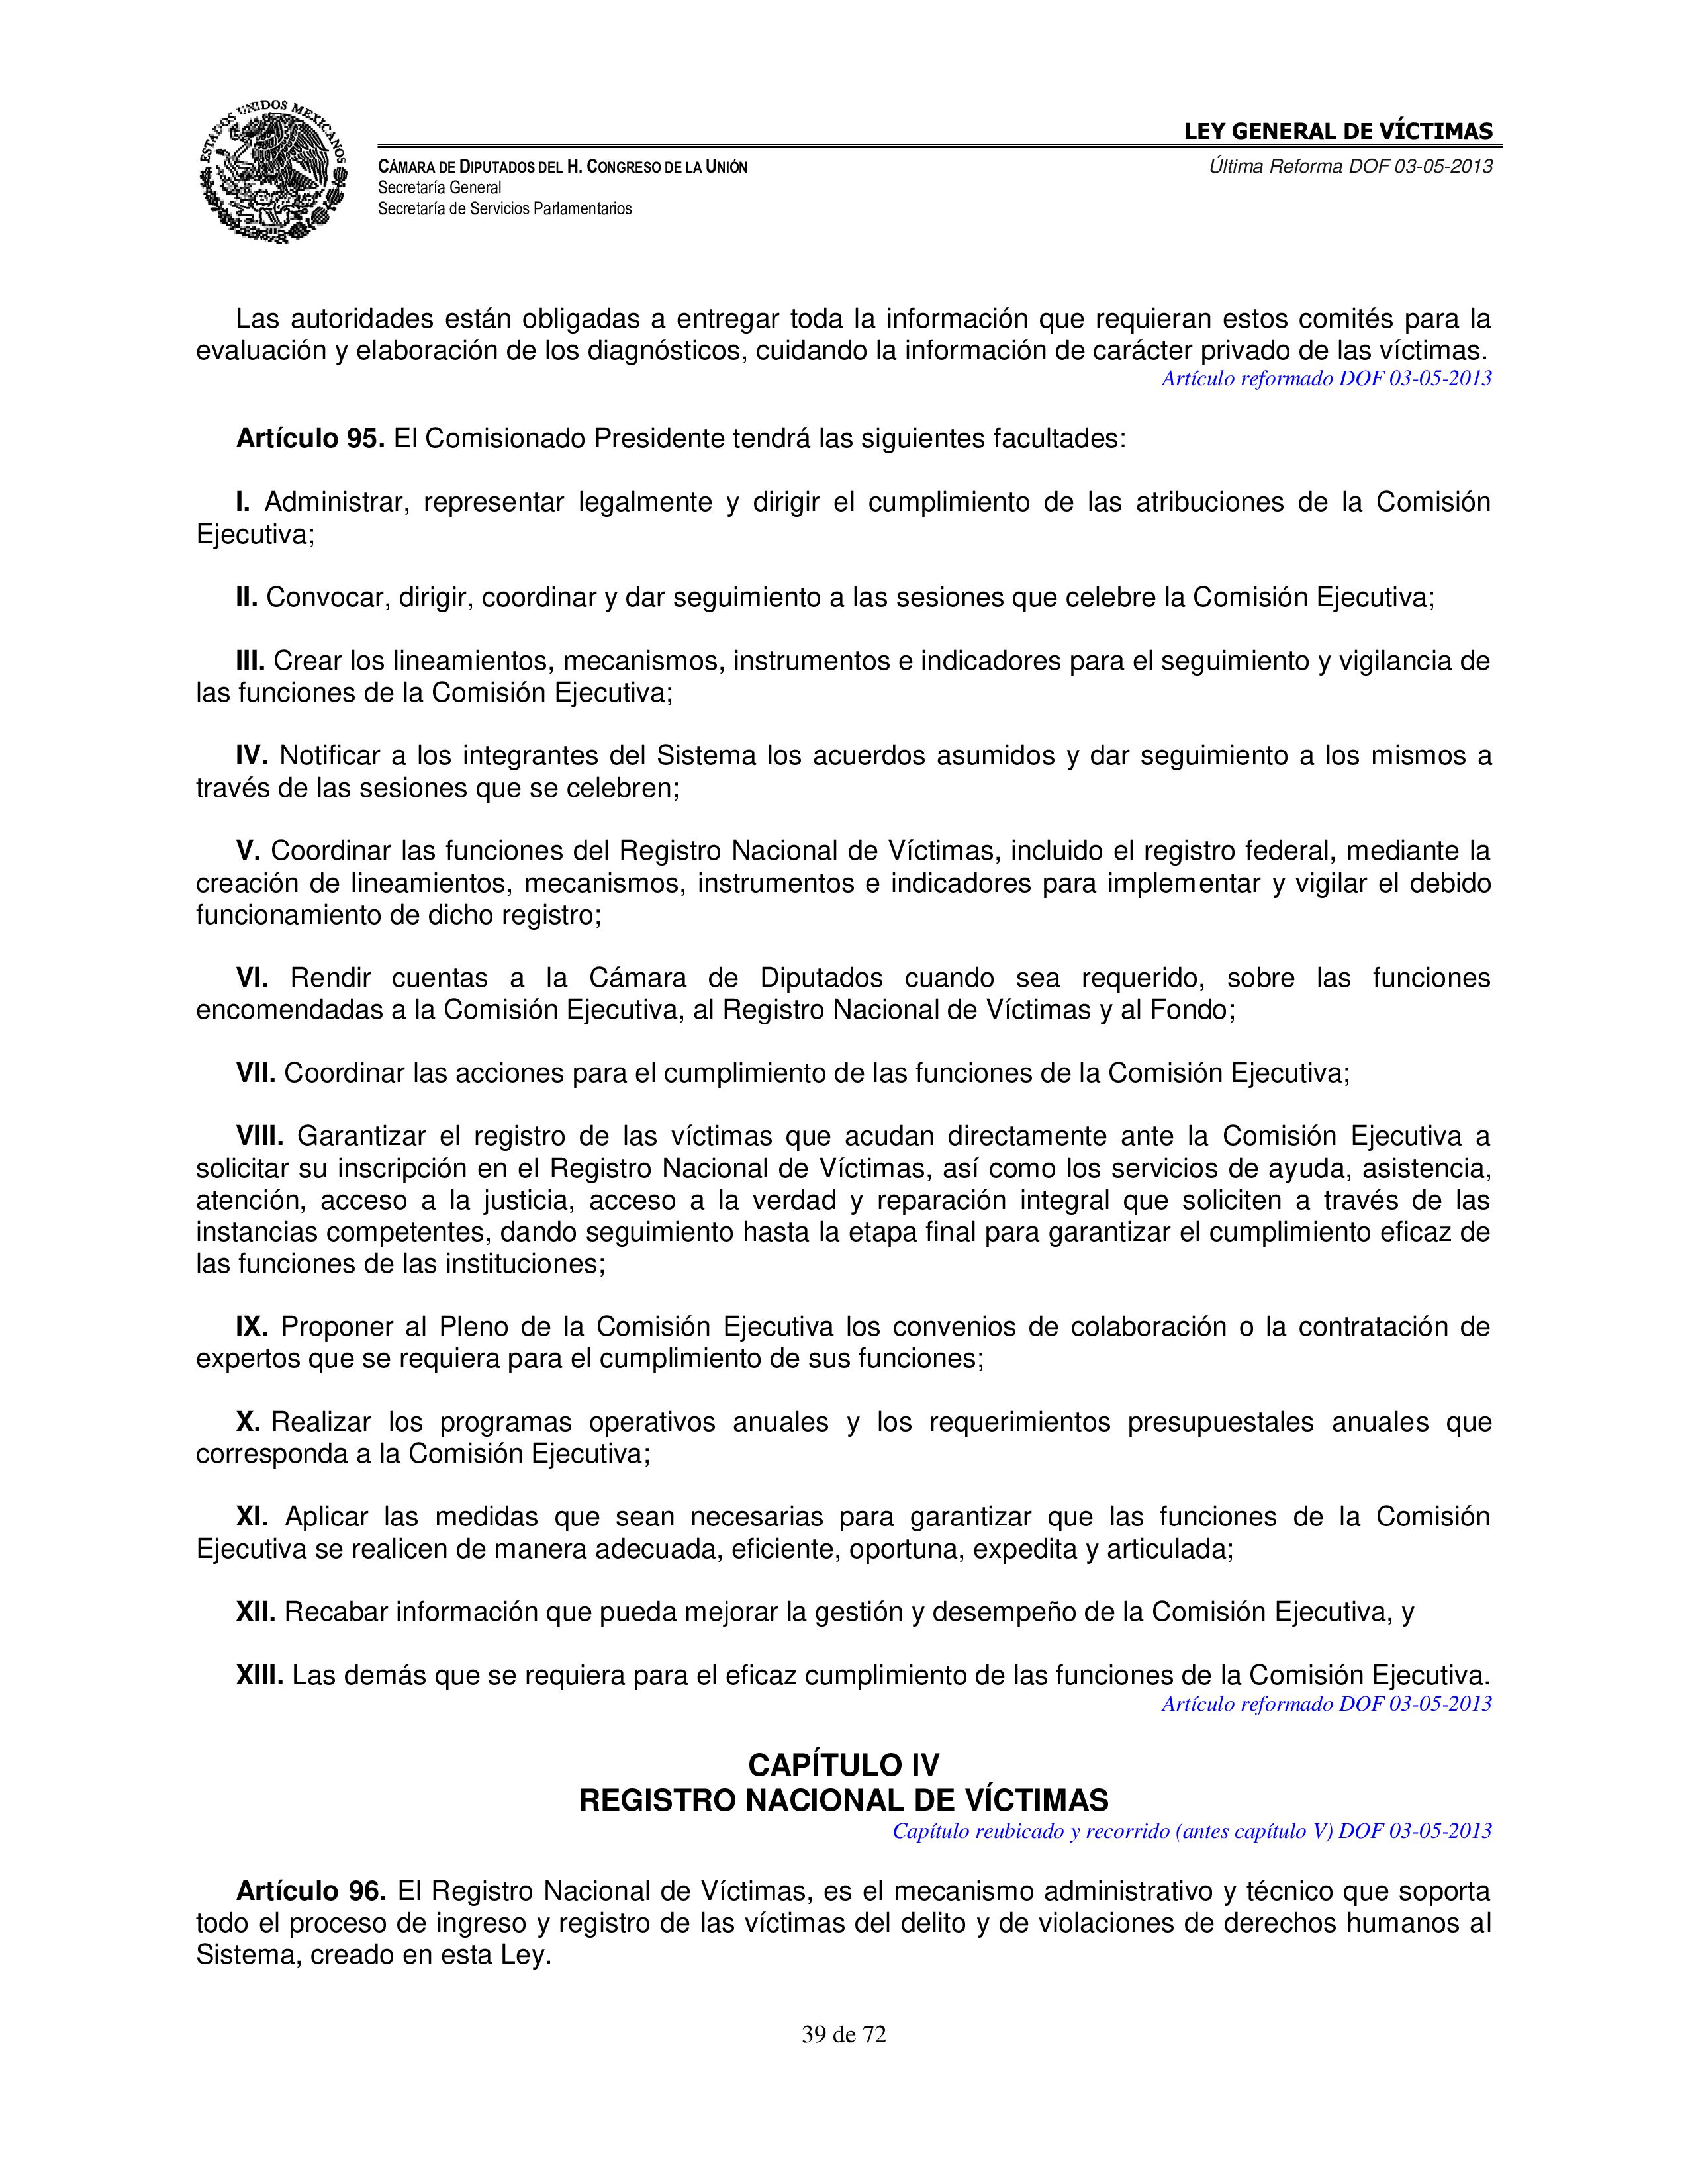 ESTADOS UNIDOS MEXICANOS
LEY GENERAL DE VÍCTIMAS
CÁMARA DE DIPUTADOS DEL H. CONGRESO DE LA UNIÓN
Última Reforma DOF 03-05-2013
Secretaría General
Secretaría de Servicios Parlamentarios
Las autoridades están obligadas a entregar toda la información que requieran estos comités para la
evaluación y elaboración de los diagnósticos, cuidando la información de carácter privado de las víctimas.
Artículo reformado DOF 03-05-2013
Artículo 95. El Comisionado Presidente tendrá las siguientes facultades:
I. Administrar, representar legalmente y dirigir el cumplimiento de las atribuciones de la Comisión
Ejecutiva;
II. Convocar, dirigir, coordinar y dar seguimiento a las sesiones que celebre la Comisión Ejecutiva;
III. Crear los lineamientos, mecanismos, instrumentos e indicadores para el seguimiento y vigilancia de
las funciones de la Comisión Ejecutiva;
IV. Notificar a los integrantes del Sistema los acuerdos asumidos y dar seguimiento a los mismos a
través de las sesiones que se celebren;
V. Coordinar las funciones del Registro Nacional de Víctimas, incluido el registro federal, mediante la
creación de lineamientos, mecanismos, instrumentos e indicadores para implementar y vigilar el debido
funcionamiento de dicho registro;
VI. Rendir cuentas a la Cámara de Diputados cuando sea requerido, sobre las funciones
encomendadas a la Comisión Ejecutiva, al Registro Nacional de Víctimas y al Fondo;
VII. Coordinar las acciones para el cumplimiento de las funciones de la Comisión Ejecutiva;
VIII. Garantizar el registro de las víctimas que acudan directamente ante la Comisión Ejecutiva a
solicitar su inscripción en el Registro Nacional de Víctimas, así como los servicios de ayuda, asistencia,
atención, acceso a la justicia, acceso a la verdad y reparación integral que soliciten a través de las
instancias competentes, dando seguimiento hasta la etapa final para garantizar el cumplimiento eficaz de
las funciones de las instituciones;
IX. Proponer al Pleno de la Comisión Ejecutiva los convenios de colaboración o la contratación de
expertos que se requiera para el cumplimiento de sus funciones;
X. Realizar los programas operativos anuales y los requerimientos presupuestales anuales que
corresponda a la Comisión Ejecutiva;
XI. Aplicar las medidas que sean necesarias para garantizar que las funciones de la Comisión
Ejecutiva se realicen de manera adecuada, eficiente, oportuna, expedita y articulada;
XII. Recabar información que pueda mejorar la gestión y desempeño de la Comisión Ejecutiva, y
XIII. Las demás que se requiera para el eficaz cumplimiento de las funciones de la Comisión Ejecutiva.
Artículo reformado DOF 03-05-2013
CAPÍTULO IV
REGISTRO NACIONAL DE VÍCTIMAS
Capítulo reubicado y recorrido (antes capítulo V) DOF 03-05-2013
Artículo 96. El Registro Nacional de Víctimas, es el mecanismo administrativo y técnico que soporta
todo el proceso de ingreso y registro de las víctimas del delito y de violaciones de derechos humanos al
Sistema, creado en esta Ley.
39 de 72